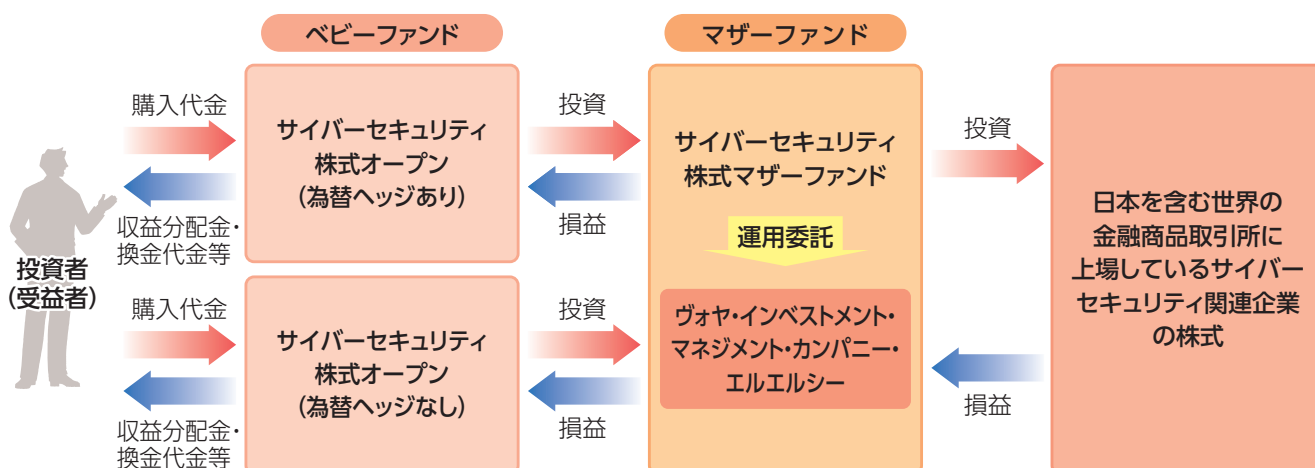 ベビーファンド
マザーファンド
購入代金
収益分配金・
換金代金等
投資者
(受益者)
購入代金
収益分配金・
換金代金等
サイバーセキュリティ
株式オープン
(為替ヘッジあり)
サイバーセキュリティ
株式オープン
(為替ヘッジなし)
投資
損益
投資
損益
サイバーセキュリティ
株式マザーファンド
運用委託
ヴォヤ・インベストメント・
マネジメント・カンパニー・
エルエルシー
投資
損益
日本を含む世界の
金融商品取引所に
上場しているサイバー
セキュリティ関連企業
の株式